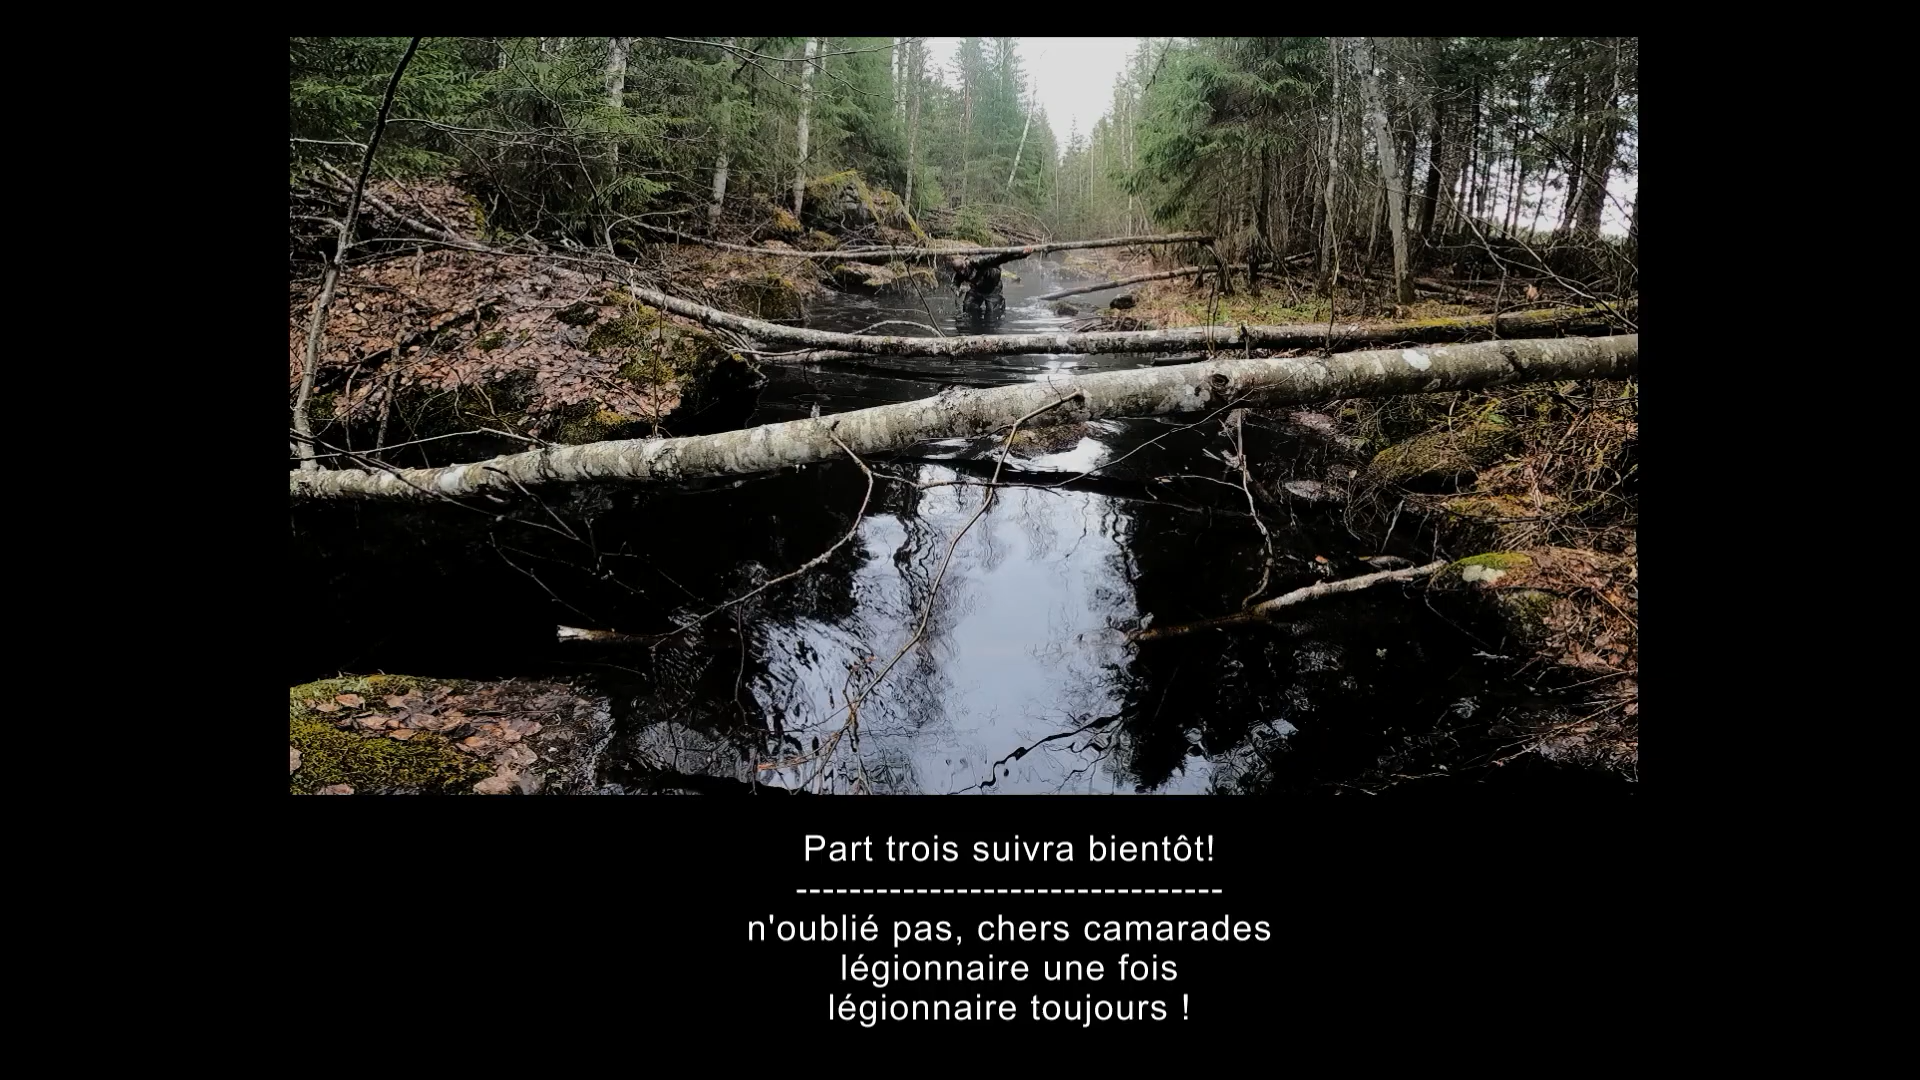 Part trois suivra bientôt!
--------------------------------
n'oublié pas, chers camarades
légionnaire une fois
légionnaire toujours !